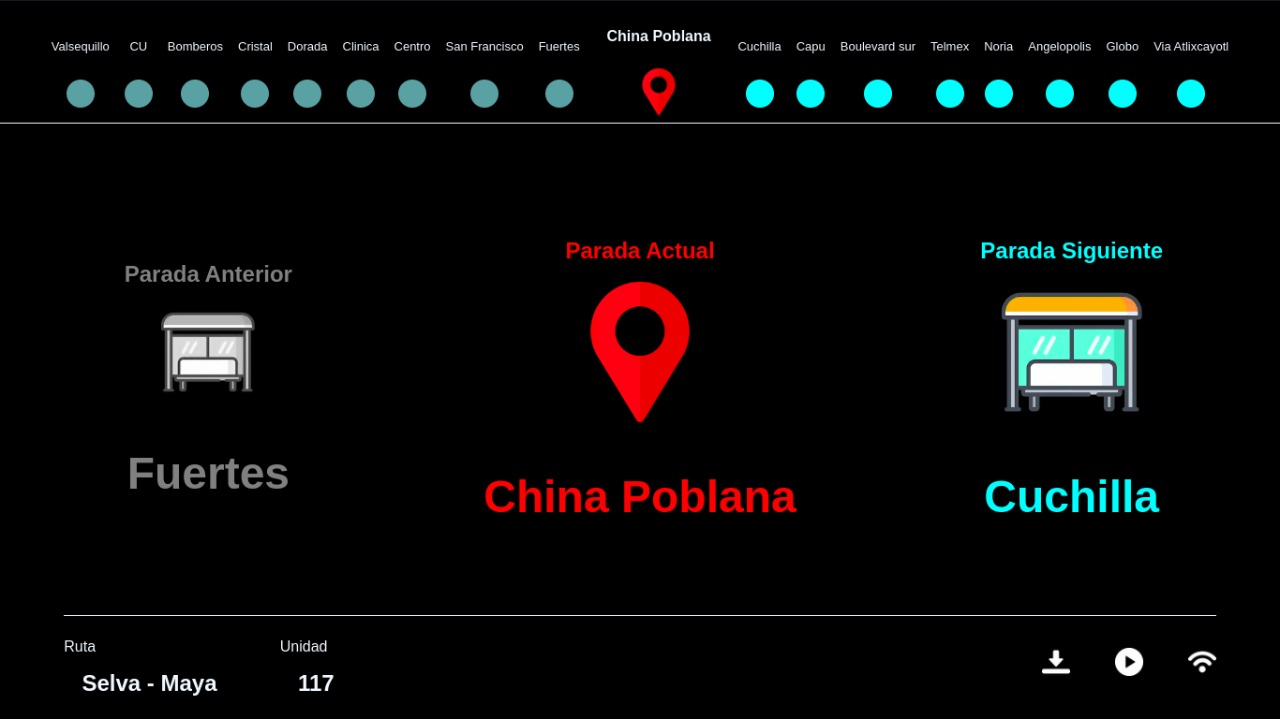 Valsequillo CU Bomberos Cristal Dorada Clinica Centro San Francisco Fuertes China Poblana Cuchilla Capu Boulevard sur Telmex Noria Angelopolis Globo Via Atlixcayotl
Parada Anterior
Fuertes
Parada Actual
China Poblana
Parada Siguiente
Cuchilla
Ruta
Selva - Maya
Unidad
117